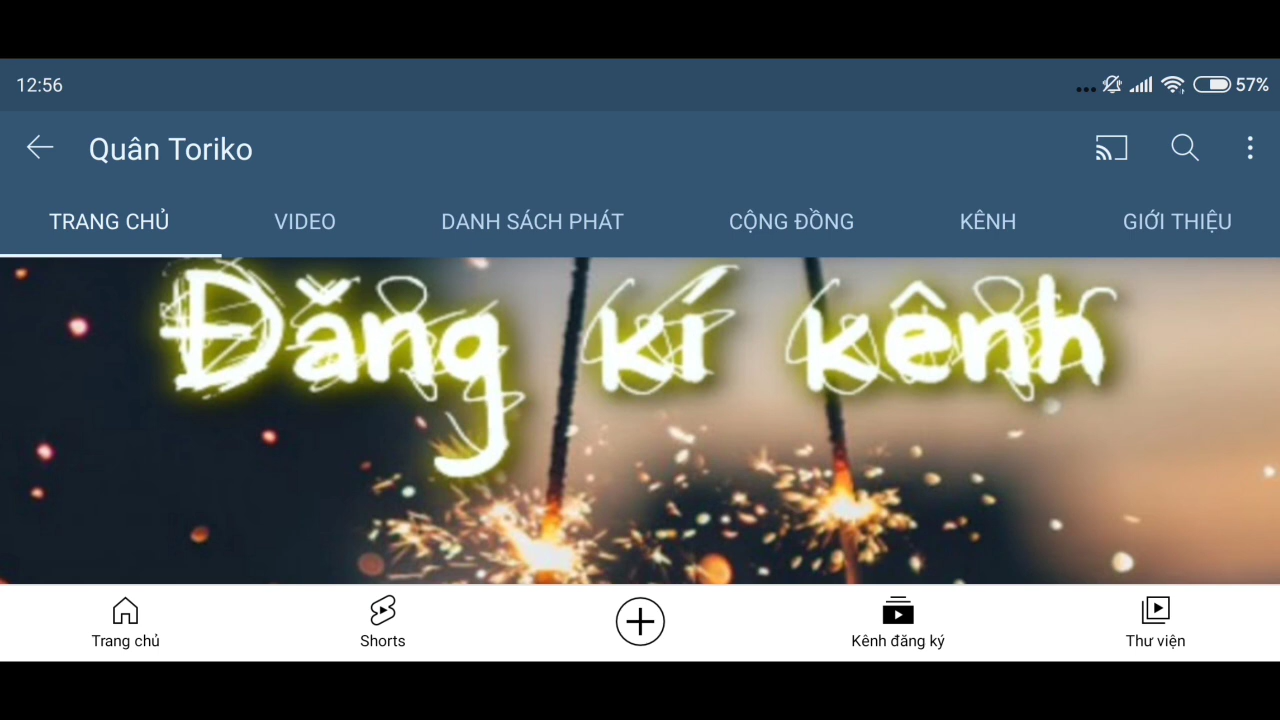 12:56
57%
Quân Toriko
TRANG CHỦ VIDEO DANH SÁCH PHÁT CỘNG ĐỒNG KÊNH GIỚI THIỆU
Đăng kí kênh
Trang chủ Shorts Kênh đăng ký Thư viện